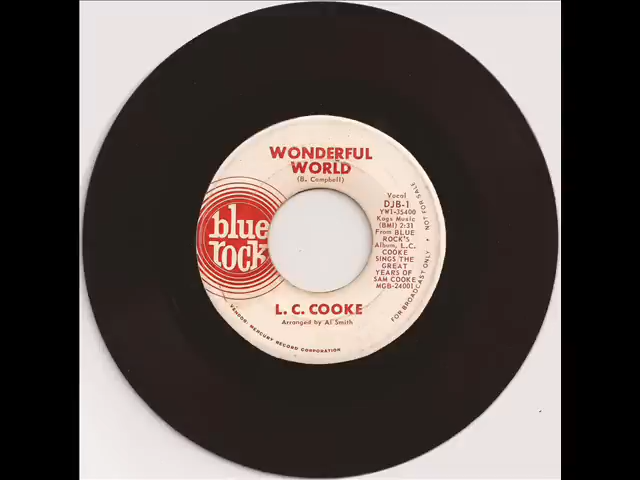 WONDERFUL
WORLD
(B. Campbell)
blue
rock
Vocal
DJB-1
YW1-35400
Kags Music
(BMI) 2:31
From BLUE
ROCK'S
Album, L.C.
COOKE
SINGS THE
GREAT
YEARS OF
SAM COOKE
MGB-24001
FOR BROADCAST ONLY • NOT FOR SALE
L. C. COOKE
Arranged by Al Smith
VENDOR: MERCURY RECORD CORPORATION